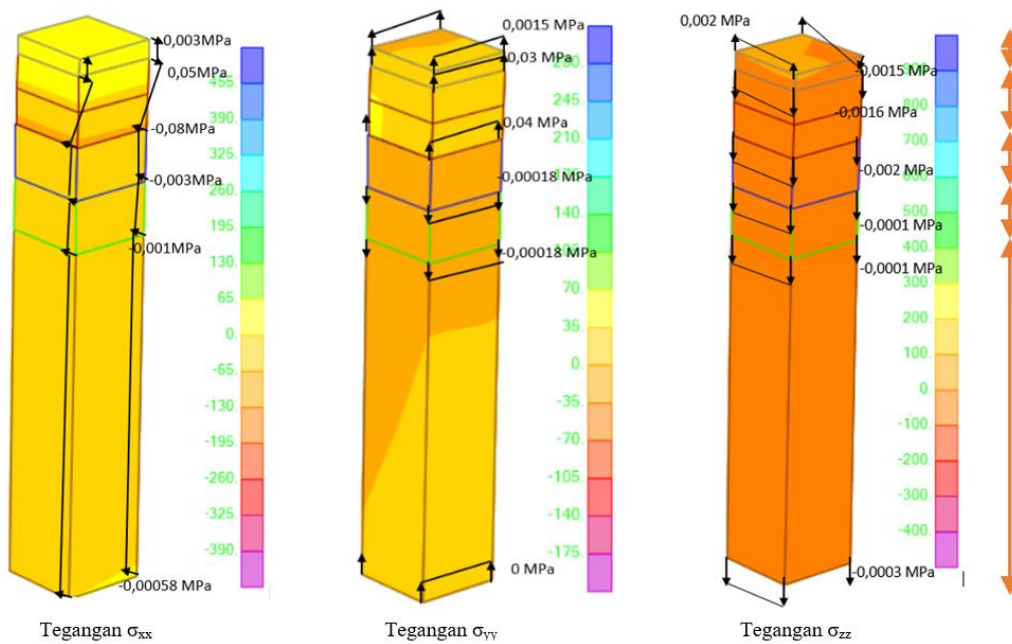 0,003MPa
0,05MPa
455
390
-0,08MPa
325
-0,003MPa
260
195
-0,001MPa
130
65
0
-65
-130
-195
-260
-325
-390
-0,00058 MPa
Tegangan σxx
0,0015 MPa
0,03 MPa
280
245
0,04 MPa
210
-0,00018 MPa
140
105
-0,00018 MPa
70
35
0
-35
-70
-105
-140
-175
0 MPa
Tegangan σyy
0,002 MPa
-0,0015 MPa
800
-0,0016 MPa
700
-0,002 MPa
600
500
-0,0001 MPa
400
-0,0001 MPa
300
200
100
0
-100
-200
-300
-400
-0,0003 MPa
Tegangan σzz